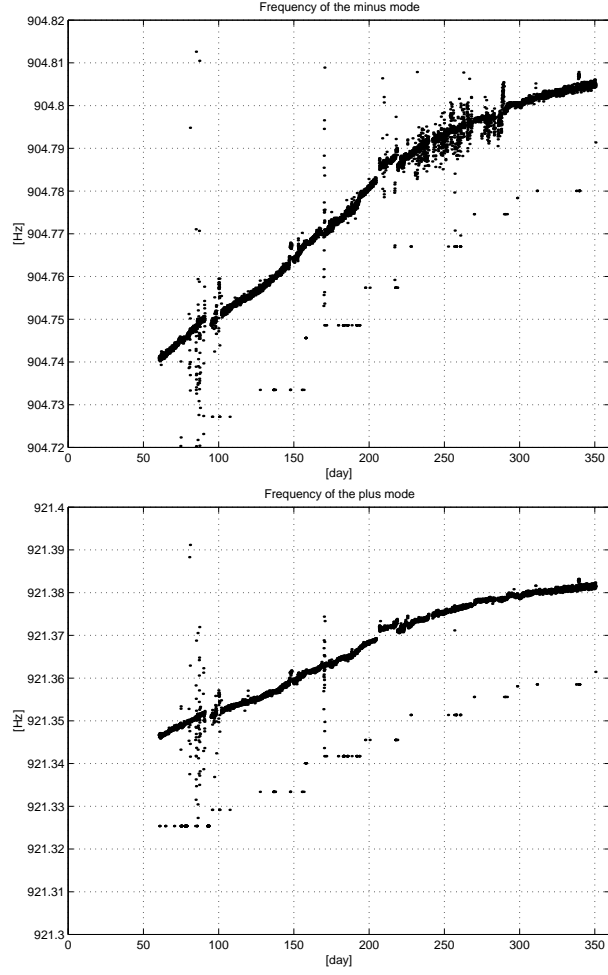 Frequency of the minus mode
904.82
904.81
904.8
904.79
904.78
904.77
904.76
904.75
904.74
904.73
904.72
[Hz]
0 50 100 150 200 250 300 350
[day]
Frequency of the plus mode
921.4
921.39
921.38
921.37
921.36
921.35
921.34
921.33
921.32
921.31
921.3
[Hz]
0 50 100 150 200 250 300 350
[day]